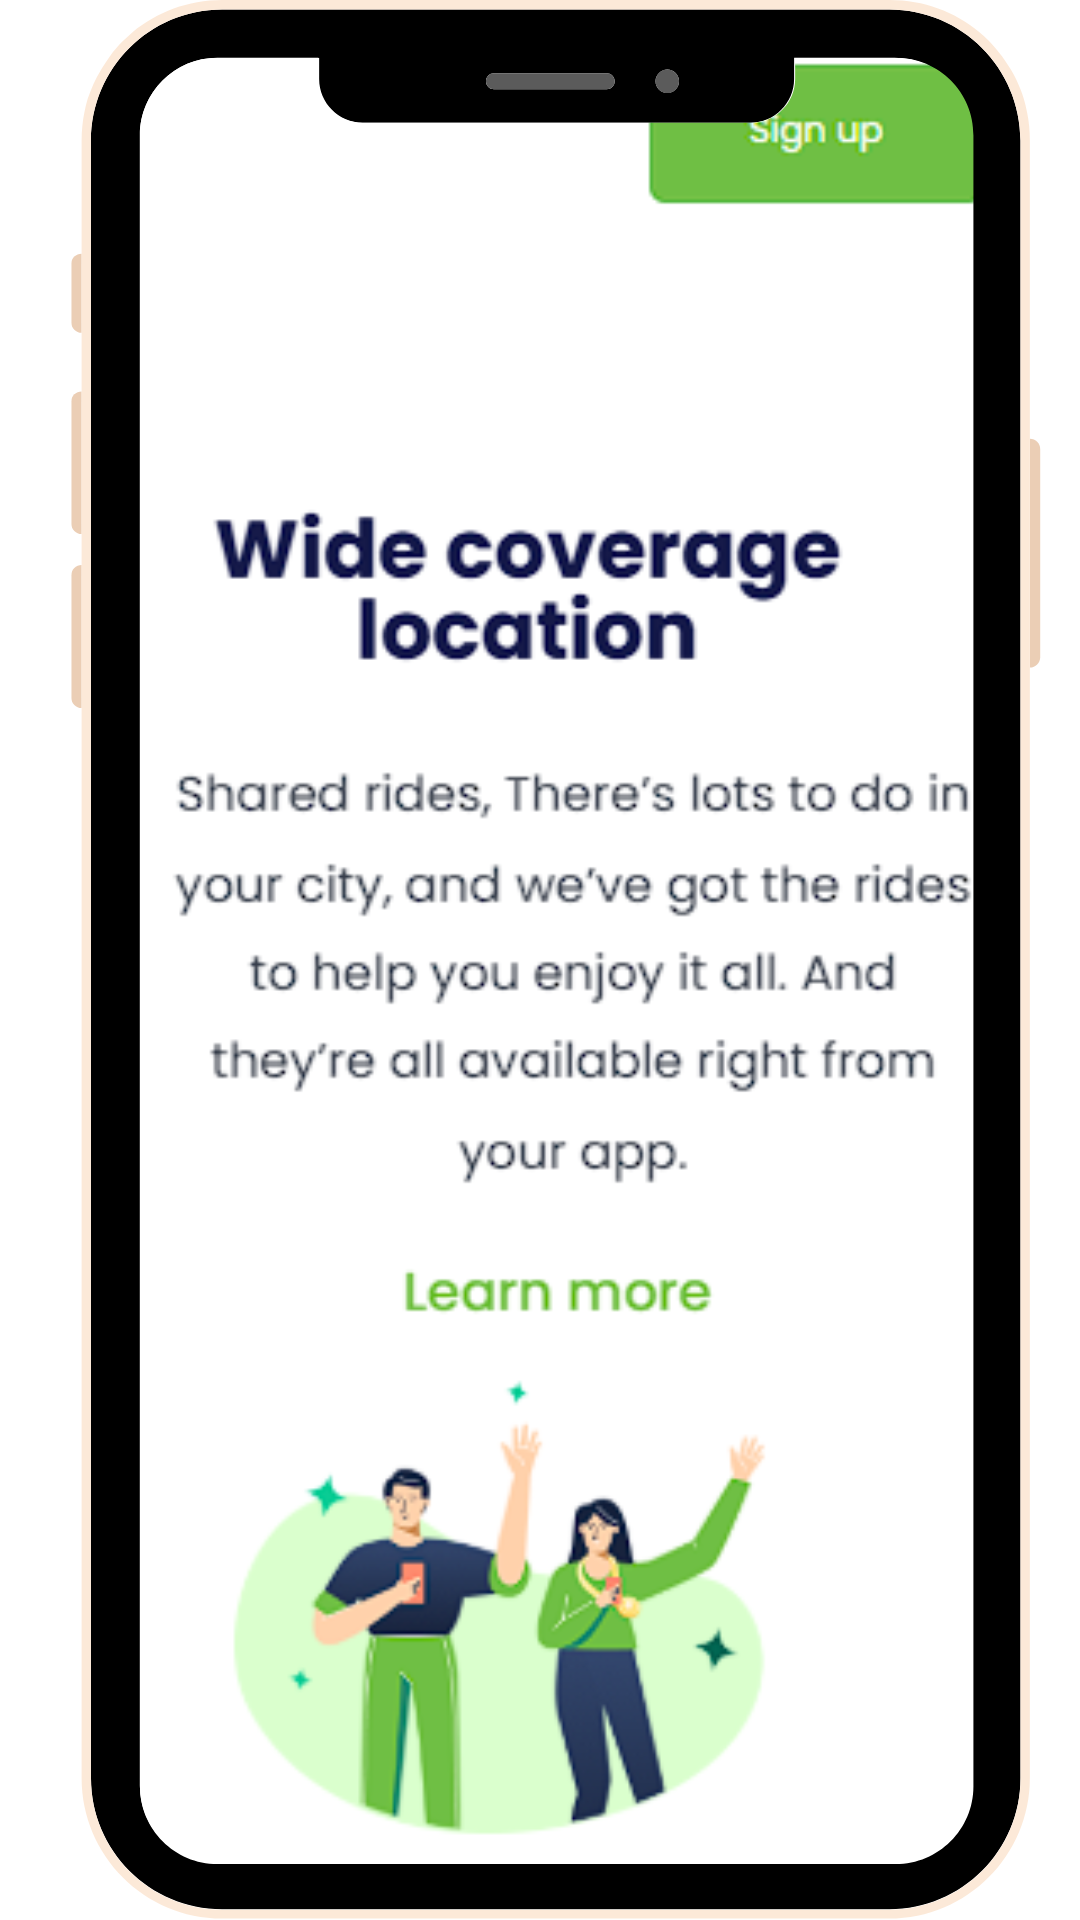 Sign up
Wide coverage
location
Shared rides, There’s lots to do in
your city, and we’ve got the rides
to help you enjoy it all. And
they’re all available right from
your app.
Learn more